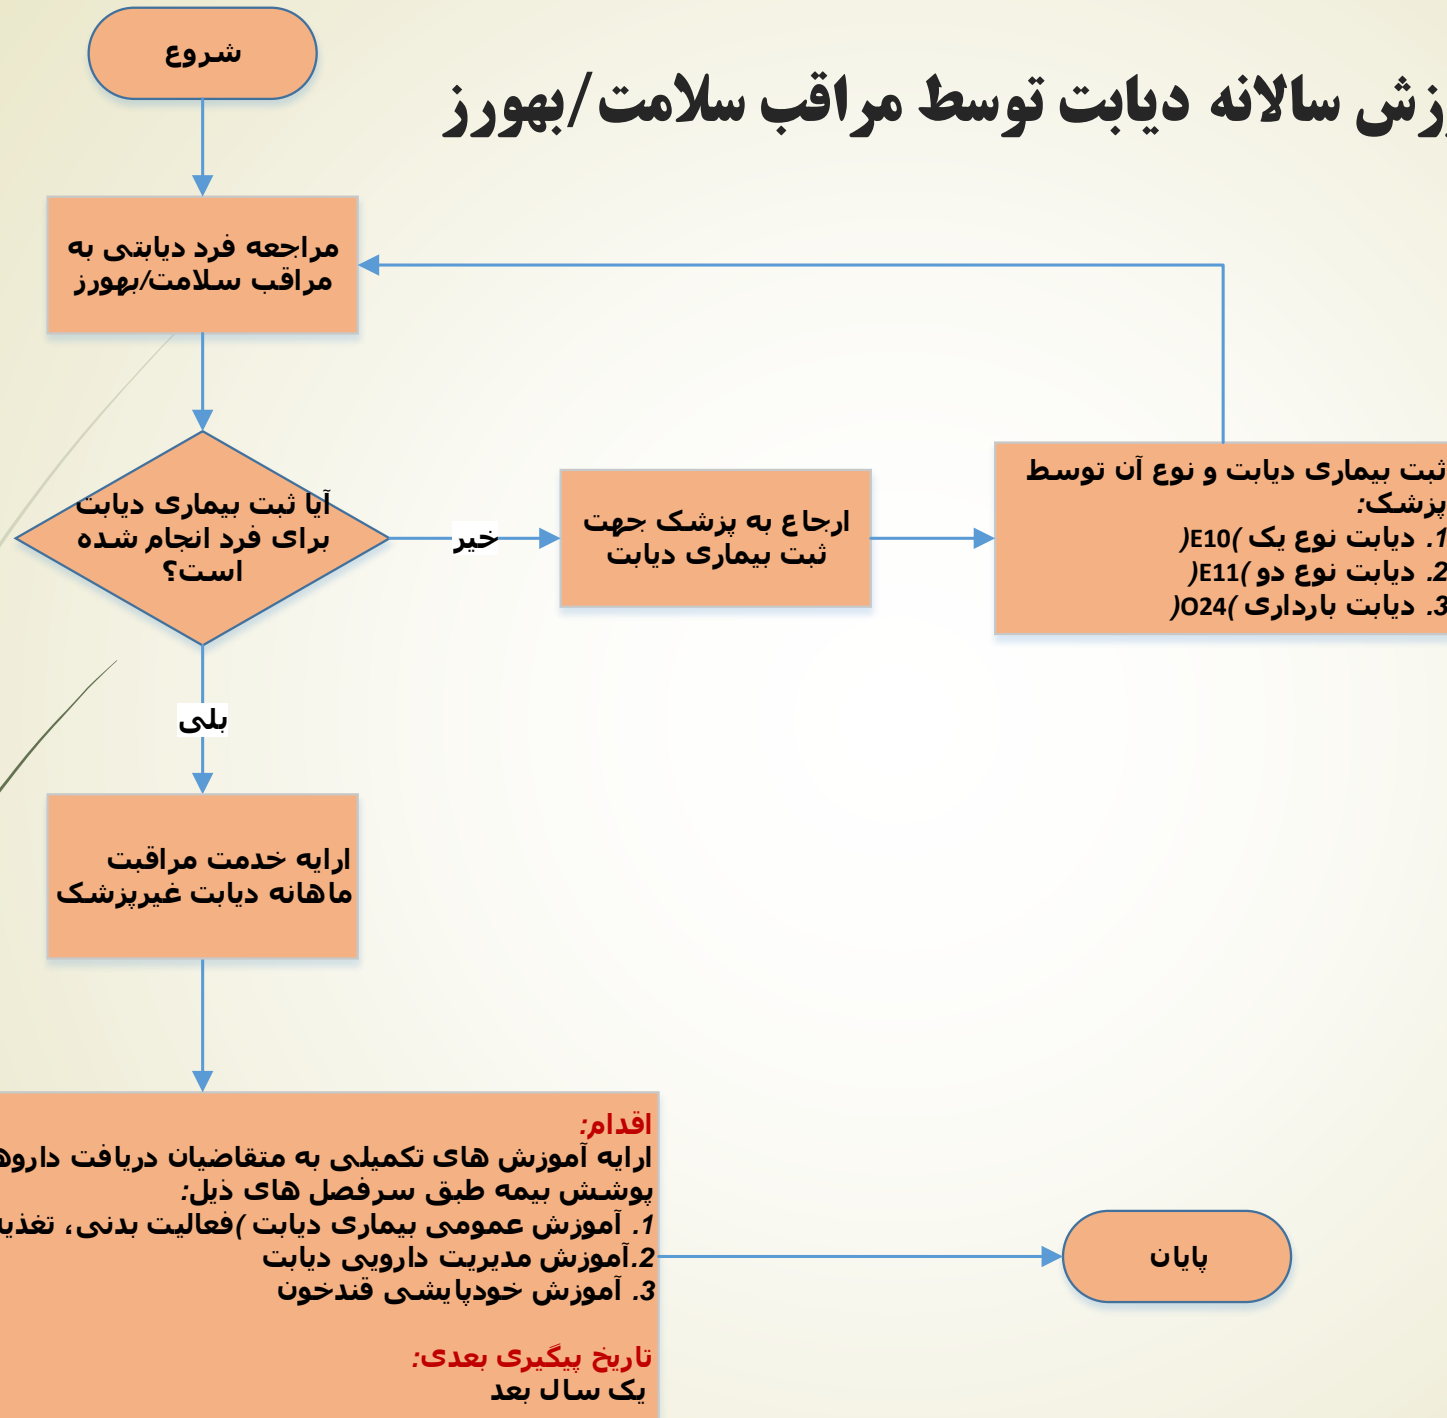 سالانه دیابت توسط مراقب سلامت/بهورز
شروع
مراجعه فرد دیابتی به
مراقب سلامت/بهورز
آیا ثبت بیماری دیابت
برای فرد انجام شده
است؟
خیر
ارجاع به پزشک جهت
ثبت بیماری دیابت
ثبت بیماری دیابت و نوع آن توسط
پزشک:
1. دیابت نوع یک (E10)
2. دیابت نوع دو (E11)
3. دیابت بارداری (O24)
بلی
ارایه خدمت مراقبت
ماهانه دیابت غیرپزشک
اقدام:
ارایه آموزش های تکمیلی به متقاضیان دریافت
پوشش بیمه طبق سرفصل های ذیل:
1. آموزش عمومی بیماری دیابت (فعالیت بدنی،
2.آموزش مدیریت دارویی دیابت
3. آموزش خودپایشی قندخون
تاریخ پیگیری بعدی:
یک سال بعد
پایان